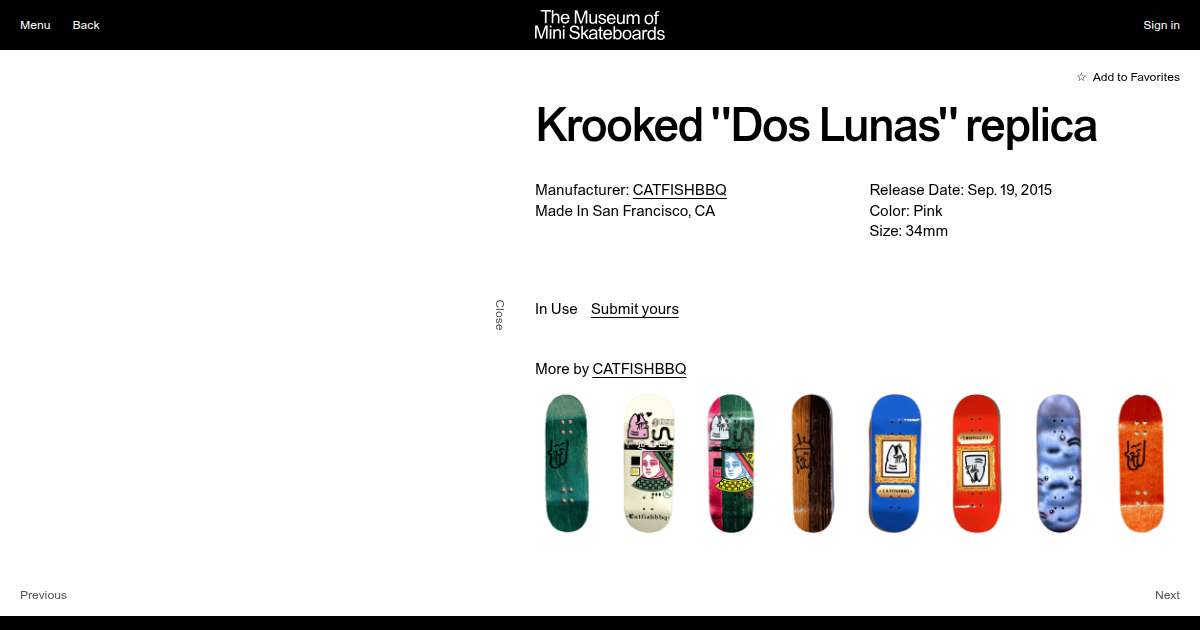 Menu
Back
The Museum of
Mini Skateboards
Sign in
☆ Add to Favorites
Krooked "Dos Lunas" replica
Manufacturer: CATFISHBBQ
Made In San Francisco, CA
Release Date: Sep. 19, 2015
Color: Pink
Size: 34mm
Close
In Use
Submit yours
More by CATFISHBBQ
Catfishbbq
CATFISHBBQ
Previous
Next